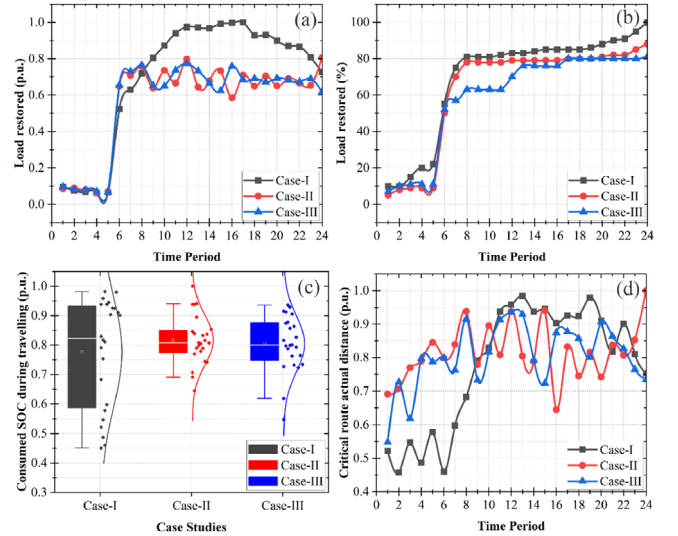 (a)
Load restored (p.u.)
1.0
0.8
0.6
0.4
0.2
0.0
Case-I
Case-II
Case-III
0 2 4 6 8 10 12 14 16 18 20 22 24
Time Period
(b)
Load restored (%)
100
80
60
40
20
0
Case-I
Case-II
Case-III
0 2 4 6 8 10 12 14 16 18 20 22 24
Time Period
(c)
Consumed SOC during travelling (p.u.)
1.0
0.9
0.8
0.7
0.6
0.5
0.4
0.3
Case-I
Case-II
Case-III
Case-I Case-II Case-III
Case Studies
(d)
Critical route actual distance (p.u.)
1.0
0.9
0.8
0.7
0.6
0.5
0.4
Case-I
Case-II
Case-III
0 2 4 6 8 10 12 14 16 18 20 22 24
Time Period